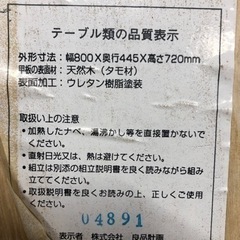 テーブル類の品質表示
外形寸法：幅800X奥行445X高さ720mm
甲板の表面材：天然木（タモ材）
表面加工：ウレタン樹脂塗装
取扱い上の注意
・加熱したナベ、湯沸かし等を直接置かないで
ください。
・直射日光又は、熱は避けてください。
・組立は別添の組立説明書を良く読みながら組み
立ててください。
・取扱説明書を良くお読みの上、正しくご使用
ください。
04891
表示者 株式会社 良品計画